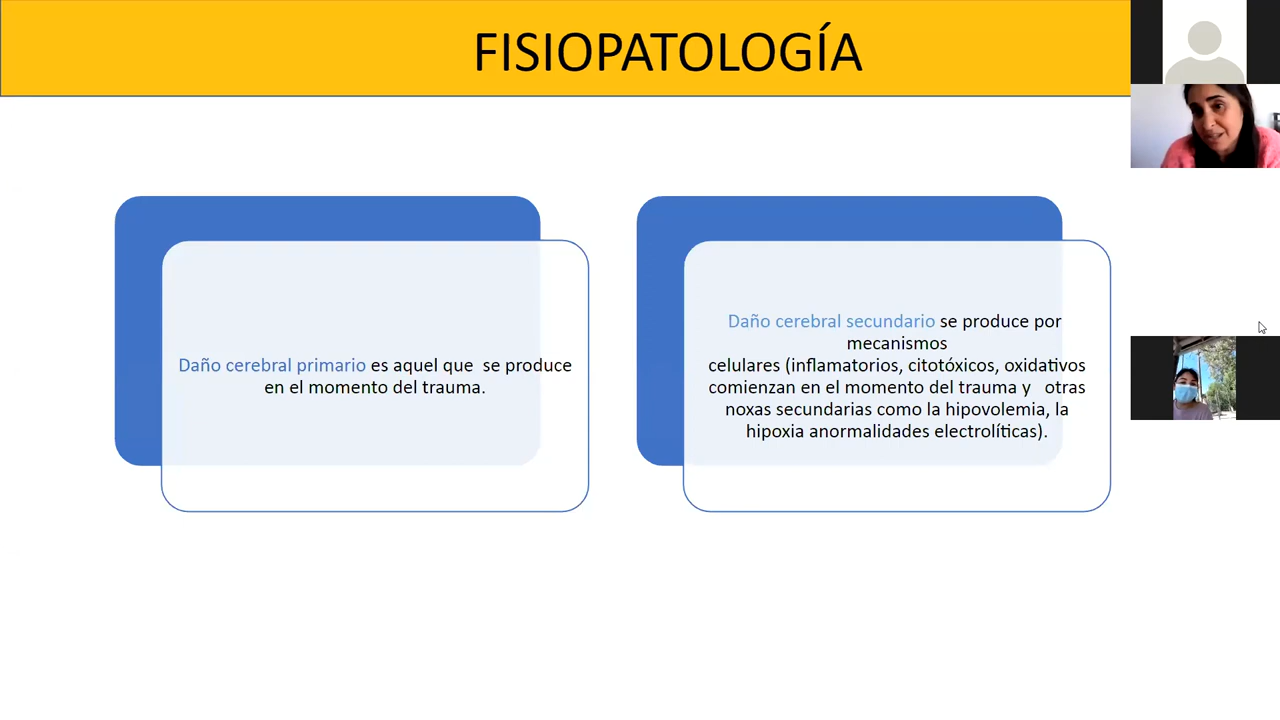 FISIOPATOLOGÍA
Daño cerebral primario es aquel que  se produce
en el momento del trauma.
Daño cerebral secundario se produce por
mecanismos
celulares (inflamatorios, citotóxicos, oxidativos
comienzan en el momento del trauma y   otras
noxas secundarias como la hipovolemia, la
hipoxia anormalidades electrolíticas).